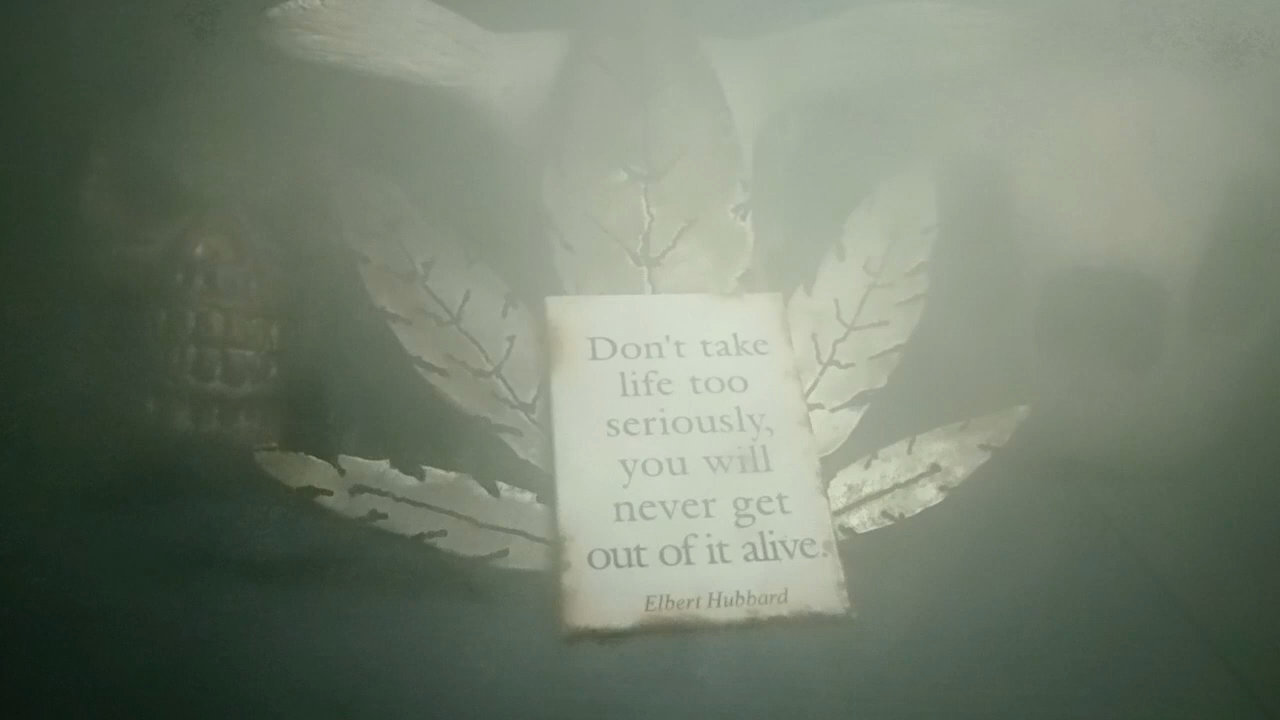 Don't take
life too
seriously,
you will
never get
out of it alive.
Elbert Hubbard